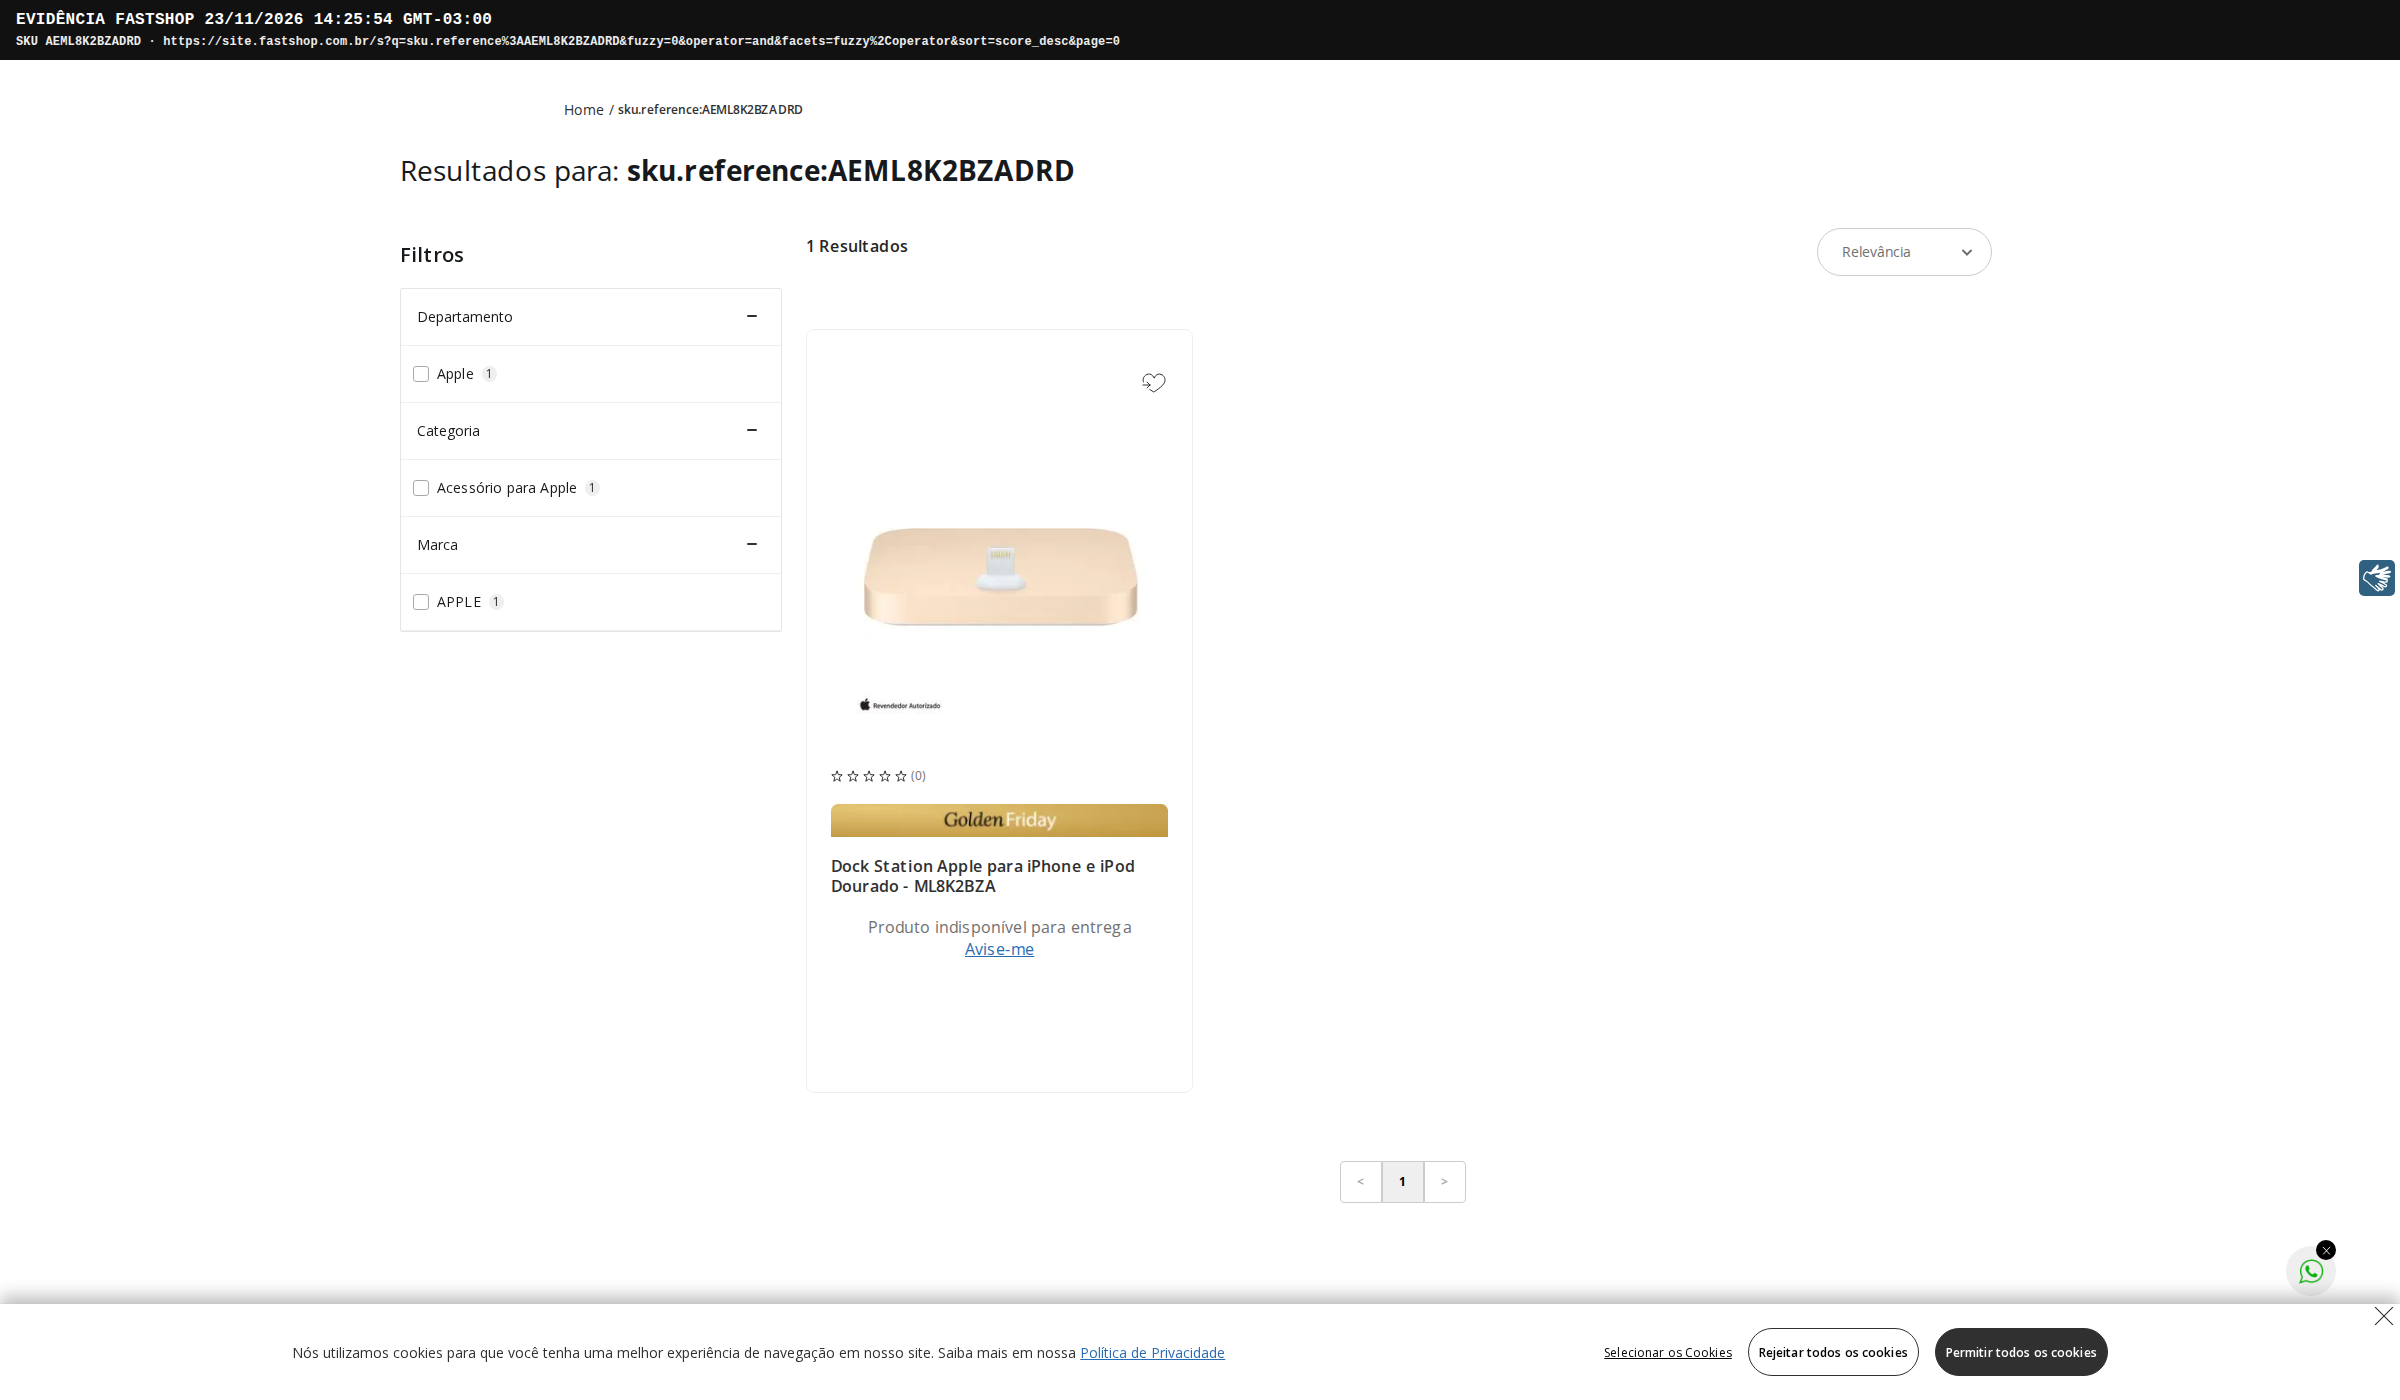 EVIDÊNCIA FASTSHOP 23/11/2026 14:25:54 GMT-03:00
SKU AEML8K2BZADRD · https://site.fastshop.com.br/s?q=sku.reference%3AAEML8K2BZADRD&fuzzy=0&operator=and&facets=fuzzy%2Coperator&sort=score_desc&page=0
Home / sku.reference:AEML8K2BZADRD
Resultados para: sku.reference:AEML8K2BZADRD
Filtros
1 Resultados
Relevância
Departamento
Apple 1
Categoria
Acessório para Apple 1
Marca
APPLE 1
Revendedor Autorizado
(0)
Golden Friday
Dock Station Apple para iPhone e iPod
Dourado - ML8K2BZA
Produto indisponível para entrega
Avise-me
< 1 >
Nós utilizamos cookies para que você tenha uma melhor experiência de navegação em nosso site. Saiba mais em nossa Política de Privacidade
Selecionar os Cookies
Rejeitar todos os cookies
Permitir todos os cookies